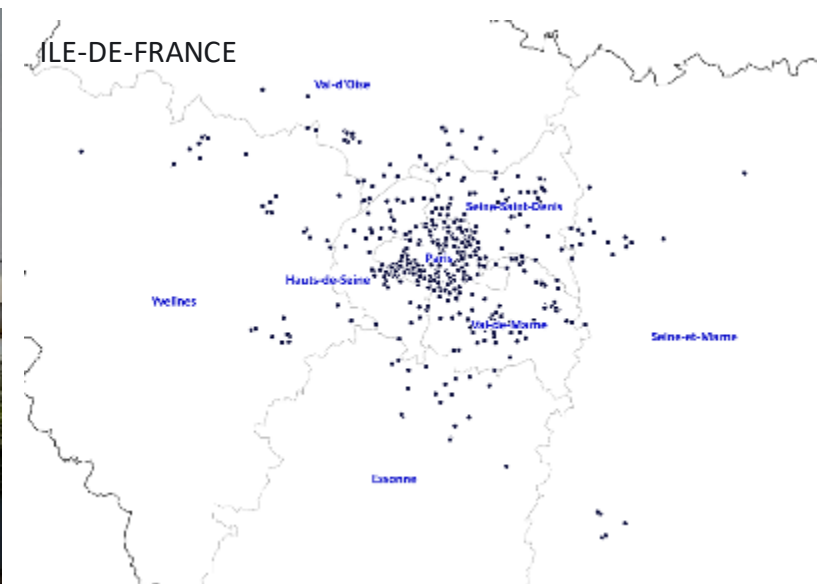 ILE-DE-FRANCE
Val-d'Oise
Seine-Saint-Denis
Paris
Hauts-de-Seine
Yvelines
Val-de-Marne
Seine-et-Marne
Essonne